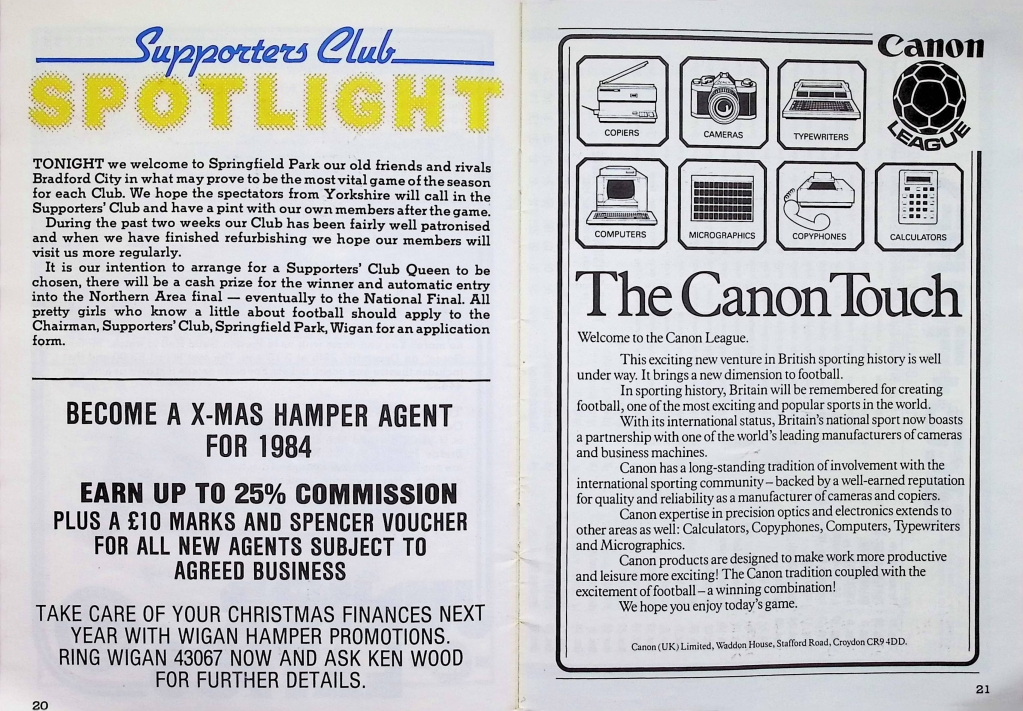 Supporters Club
SPOTLIGHT
TONIGHT we welcome to Springfield Park our old friends and rivals
Bradford City in what may prove to be the most vital game of the season
for each Club. We hope the spectators from Yorkshire will call in the
Supporters' Club and have a pint with our own members after the game.
During the past two weeks our Club has been fairly well patronised
and when we have finished refurbishing we hope our members will
visit us more regularly.
It is our intention to arrange for a Supporters' Club Queen to be
chosen, there will be a cash prize for the winner and automatic entry
into the Northern Area final — eventually to the National Final. All
pretty girls who know a little about football should apply to the
Chairman, Supporters' Club, Springfield Park, Wigan for an application
form.
BECOME A X-MAS HAMPER AGENT
FOR 1984
EARN UP TO 25% COMMISSION
PLUS A £10 MARKS AND SPENCER VOUCHER
FOR ALL NEW AGENTS SUBJECT TO
AGREED BUSINESS
TAKE CARE OF YOUR CHRISTMAS FINANCES NEXT
YEAR WITH WIGAN HAMPER PROMOTIONS.
RING WIGAN 43067 NOW AND ASK KEN WOOD
FOR FURTHER DETAILS.
20
Canon
LEAGUE
COPIERS
CAMERAS
TYPEWRITERS
COMPUTERS
MICROGRAPHICS
COPYPHONES
CALCULATORS
The Canon Touch
Welcome to the Canon League.
This exciting new venture in British sporting history is well
under way. It brings a new dimension to football.
In sporting history, Britain will be remembered for creating
football, one of the most exciting and popular sports in the world.
With its international status, Britain's national sport now boasts
a partnership with one of the world's leading manufacturers of cameras
and business machines.
Canon has a long-standing tradition of involvement with the
international sporting community – backed by a well-earned reputation
for quality and reliability as a manufacturer of cameras and copiers.
Canon expertise in precision optics and electronics extends to
other areas as well: Calculators, Copyphones, Computers, Typewriters
and Micrographics.
Canon products are designed to make work more productive
and leisure more exciting! The Canon tradition coupled with the
excitement of football – a winning combination!
We hope you enjoy today's game.
Canon (UK) Limited, Waddon House, Stafford Road, Croydon CR9 4DD.
21